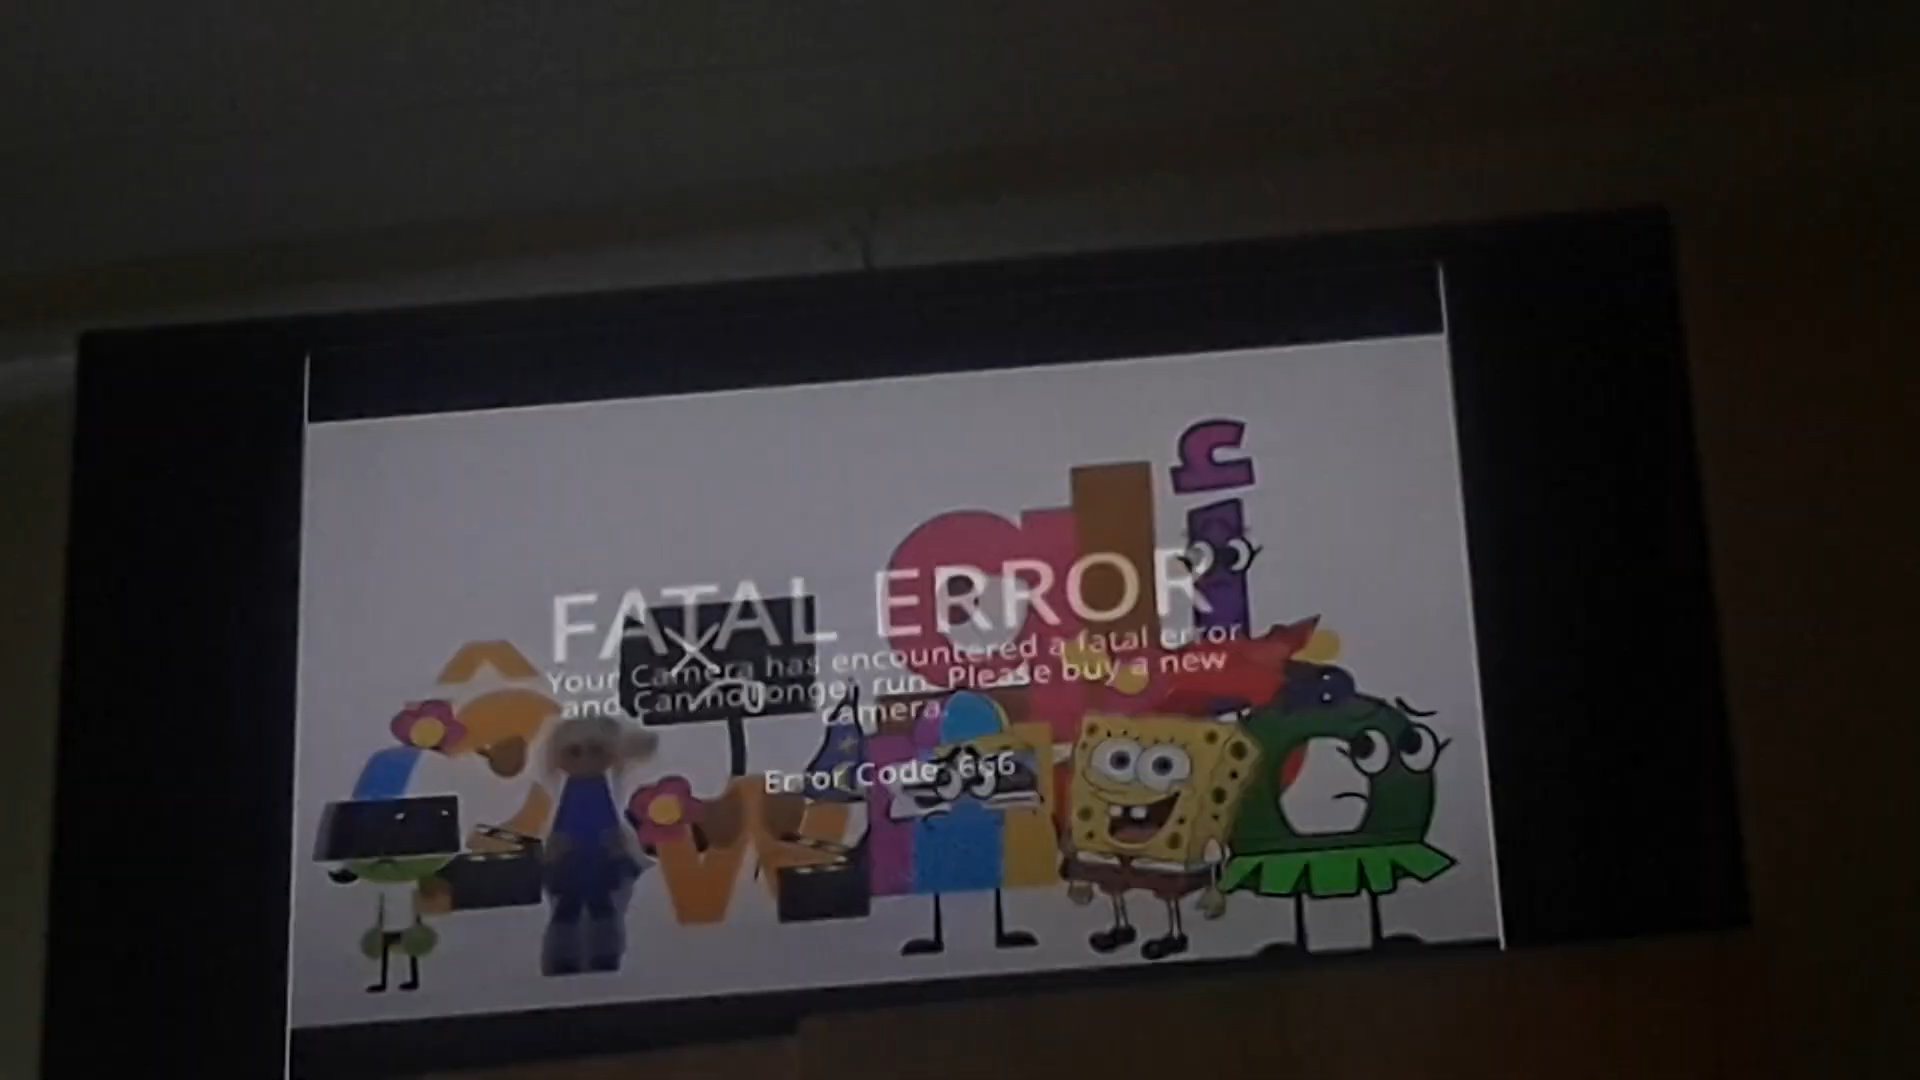 FATAL ERROR
Your Camera has encountered a fatal error
and Can no longer run. Please buy a new
camera.
Error Code: 666